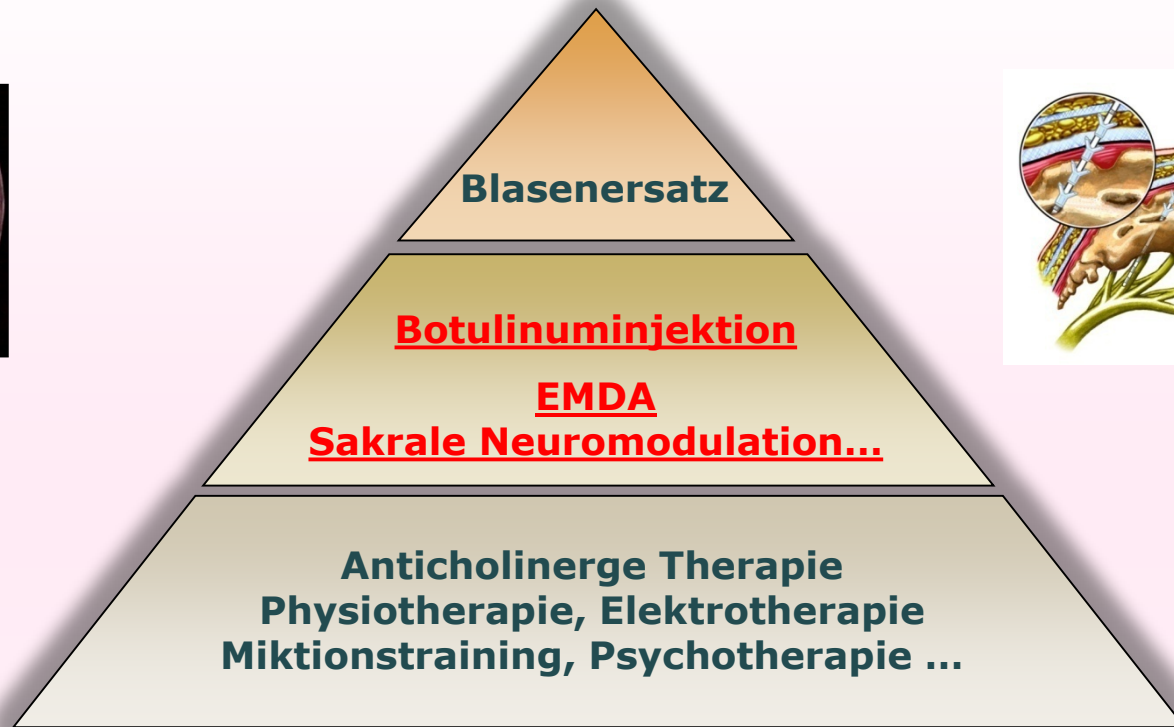 Blasenersatz
Botulinuminjektion
EMDA
Sakrale Neuromodulation…
Anticholinerge Therapie
Physiotherapie, Elektrotherapie
Miktionstraining, Psychotherapie …